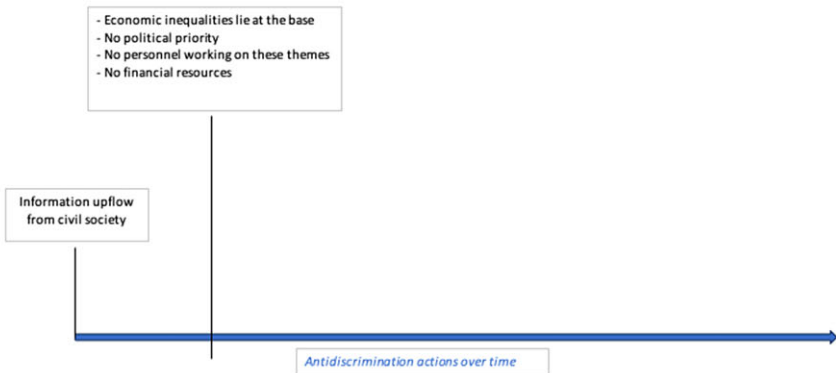 - Economic inequalities lie at the base
- No political priority
- No personnel working on these themes
- No financial resources
Information upflow
from civil society
Antidiscrimination actions over time